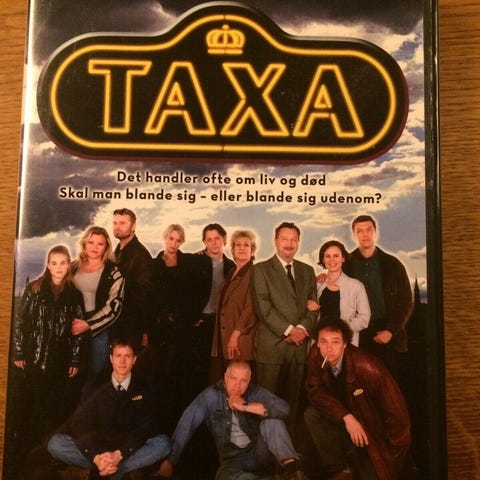 TAXA
Det handler ofte om liv og død
Skal man blande sig – eller blande sig udenom?